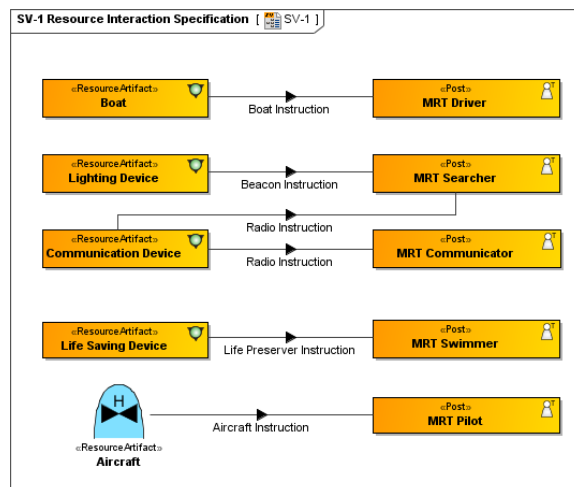 SV-1 Resource Interaction Specification [ SV-1 ]
«ResourceArtifact»
Boat
Boat Instruction
«Post»
MRT Driver
«ResourceArtifact»
Lighting Device
Beacon Instruction
«Post»
MRT Searcher
Radio Instruction
«ResourceArtifact»
Communication Device
Radio Instruction
«Post»
MRT Communicator
«ResourceArtifact»
Life Saving Device
Life Preserver Instruction
«Post»
MRT Swimmer
H
«ResourceArtifact»
Aircraft
Aircraft Instruction
«Post»
MRT Pilot